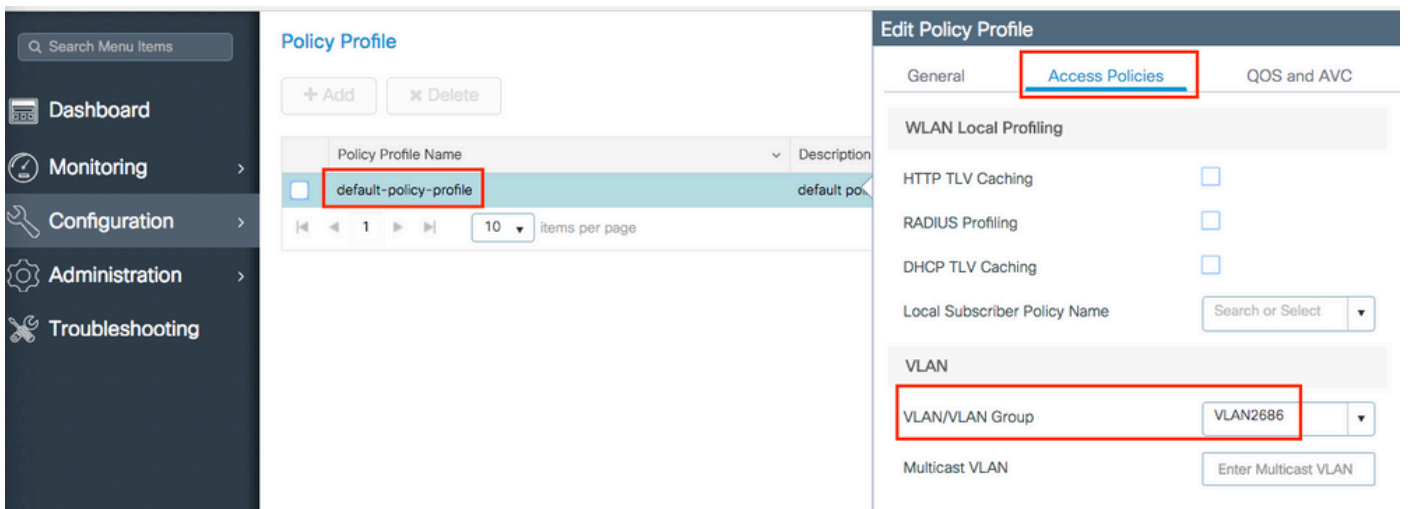 Search Menu Items
Dashboard
Monitoring
Configuration
Administration
Troubleshooting
Policy Profile
+ Add
× Delete
Policy Profile Name
Description
default-policy-profile
default
1
10
items per page
Edit Policy Profile
General
Access Policies
QOS and AVC
WLAN Local Profiling
HTTP TLV Caching
RADIUS Profiling
DHCP TLV Caching
Local Subscriber Policy Name
Search or Select
VLAN
VLAN/VLAN Group
VLAN2686
Multicast VLAN
Enter Multicast VLAN